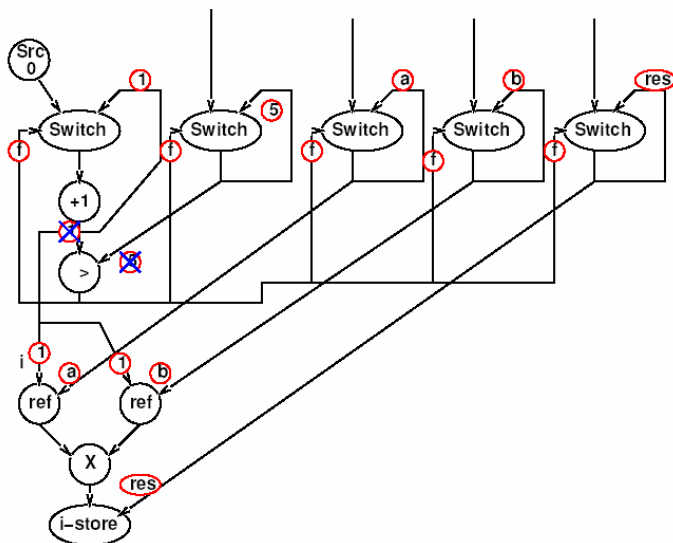 Src
0
1
5
a
b
res
Switch
Switch
Switch
Switch
Switch
f
f
f
f
f
+1
>
i
1
1
a
b
ref
ref
X
res
i-store